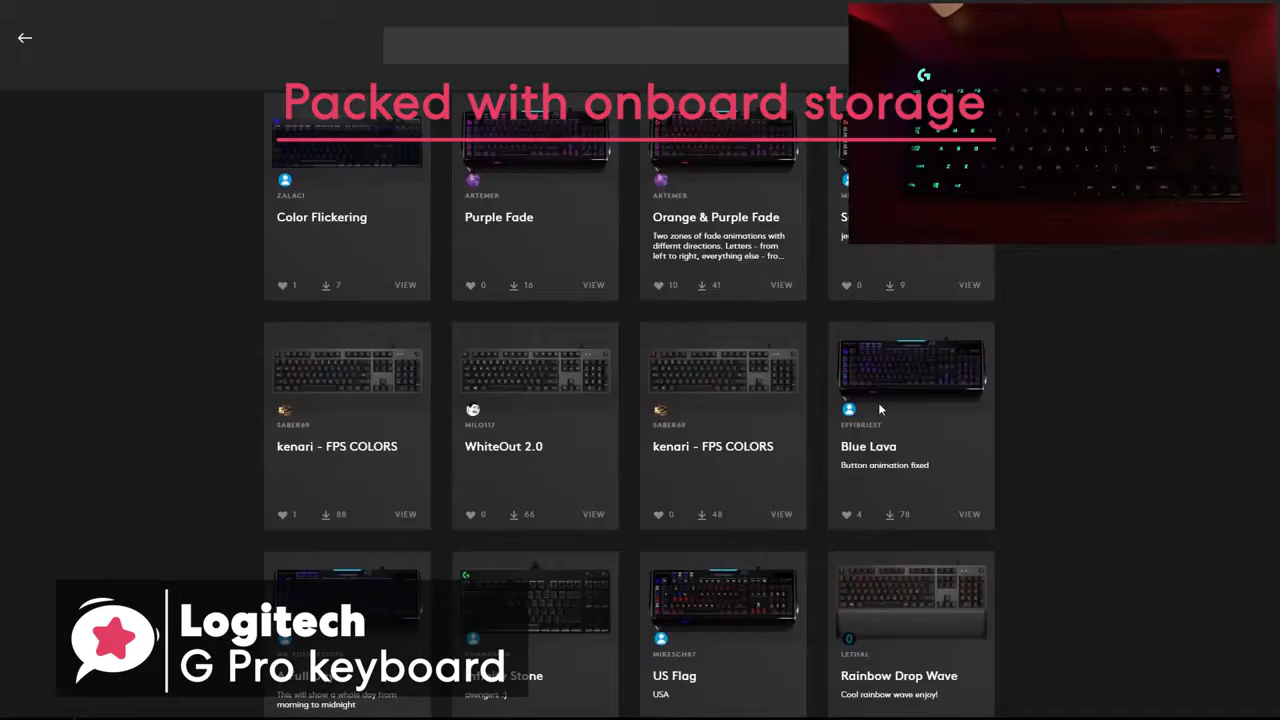 Packed with onboard storage
ZALACI
Color Flickering
1
7
VIEW
ARTEMER
Purple Fade
0
16
VIEW
ARTEMER
Orange & Purple Fade
Two zones of fade animations with
differnt directions. Letters - from
left to right, everything else - fro...
10
41
VIEW
0
9
VIEW
SABER69
kenari - FPS COLORS
1
88
VIEW
MILO117
WhiteOut 2.0
0
66
VIEW
SABER69
kenari - FPS COLORS
0
48
VIEW
EFFIBRIEST
Blue Lava
Button animation fixed
4
78
VIEW
This will show a whole day from
morning to midnight
Stone
avengers :)
MIKESCH87
US Flag
USA
LETHAL
Rainbow Drop Wave
Cool rainbow wave enjoy!
Logitech
G Pro keyboard